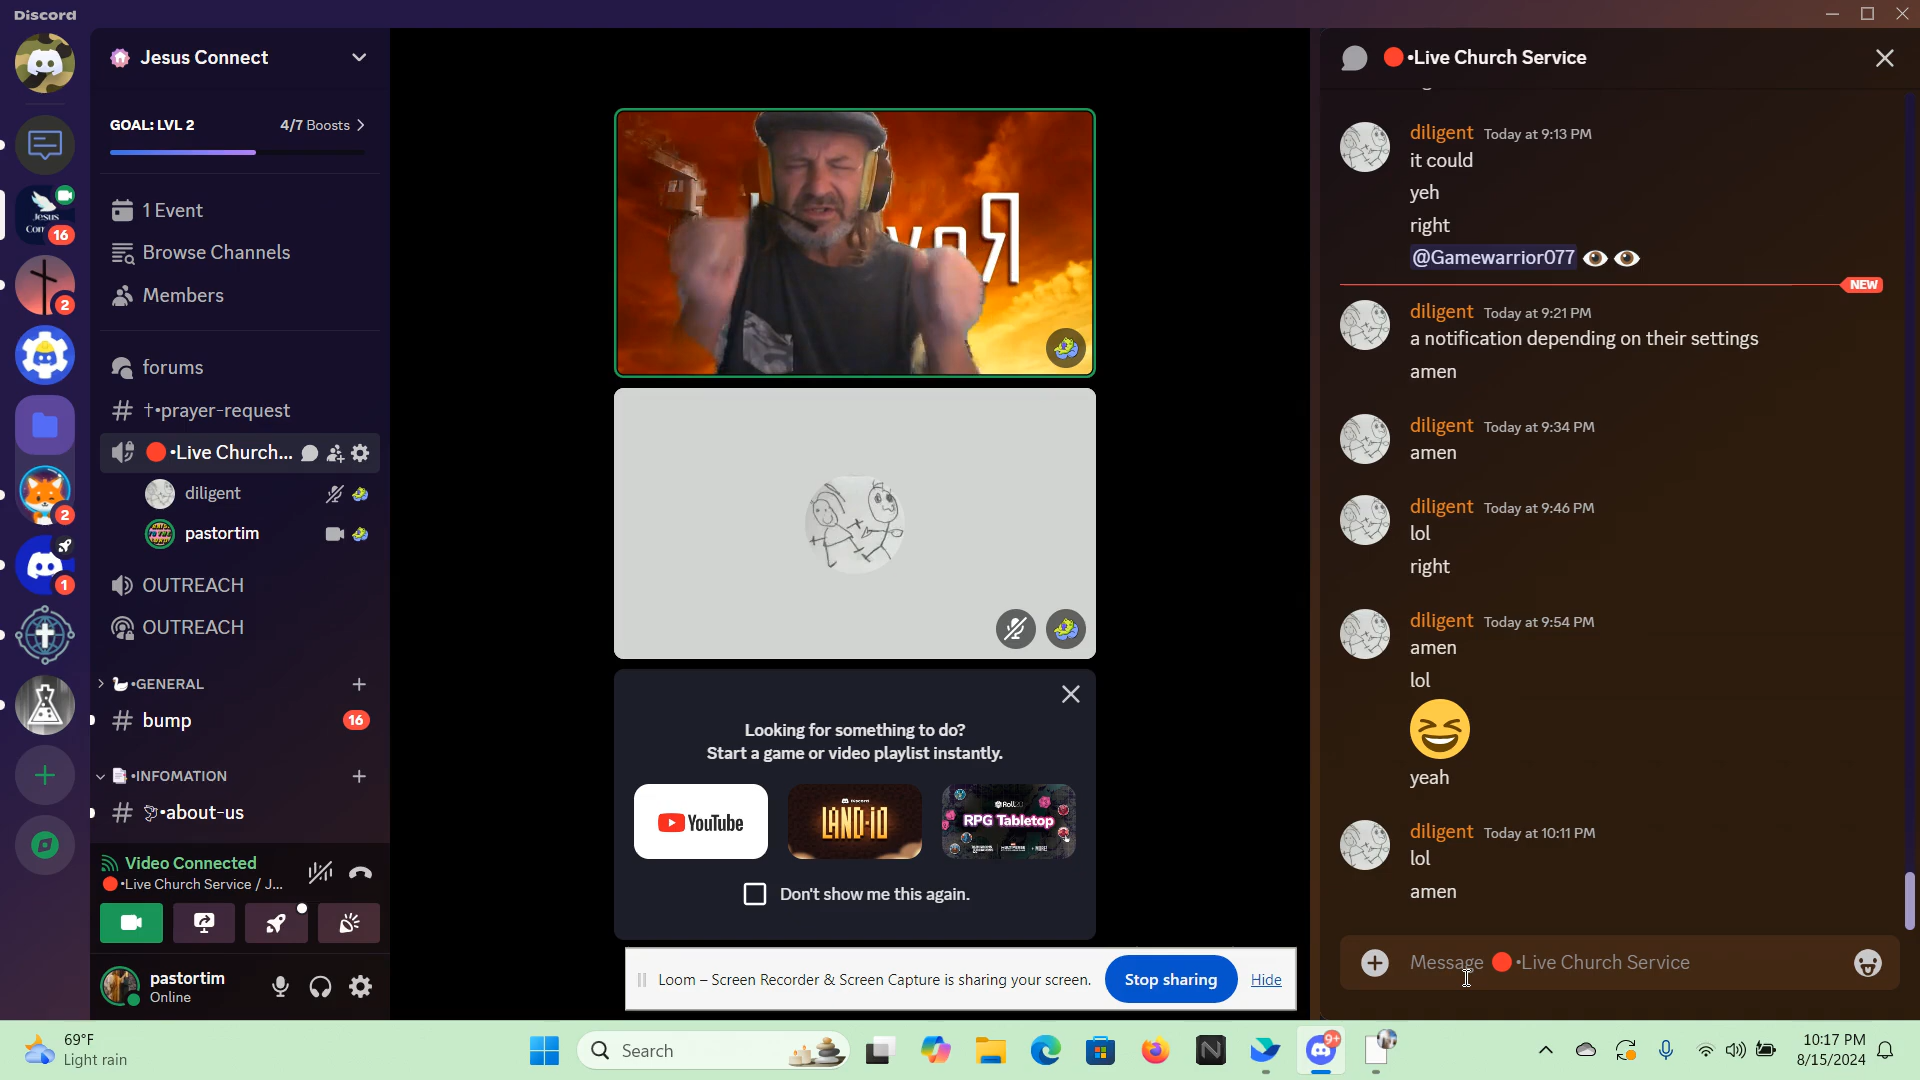 Discord
Jesus Connect
GOAL: LVL 2
4/7 Boosts
1 Event
Browse Channels
Members
forums
†•prayer-request
•Live Church...
diligent
pastortim
OUTREACH
OUTREACH
•GENERAL
bump
16
•INFOMATION
•about-us
Video Connected
•Live Church Service / J...
pastortim
Online
Jesus
16
2
2
1
Looking for something to do?
Start a game or video playlist instantly.
YouTube
LAND-IO
Roll20
RPG Tabletop
Don't show me this again.
Loom – Screen Recorder & Screen Capture is sharing your screen.
Stop sharing
Hide
•Live Church Service
diligent Today at 9:13 PM
it could
yeh
right
@Gamewarrior077
NEW
diligent Today at 9:21 PM
a notification depending on their settings
amen
diligent Today at 9:34 PM
amen
diligent Today at 9:46 PM
lol
right
diligent Today at 9:54 PM
amen
lol
yeah
diligent Today at 10:11 PM
lol
amen
Message •Live Church Service
69°F
Light rain
Search
9+
10:17 PM
8/15/2024